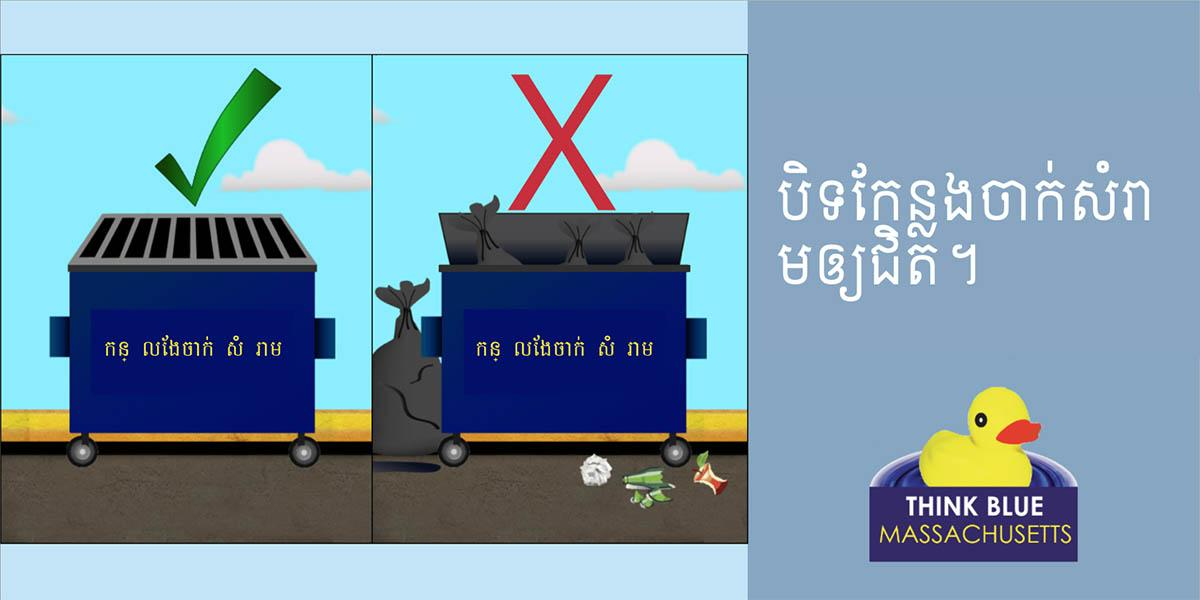 កន្ លងែចាក់ សំ រាម
កន្ លងែចាក់ សំ រាម
បិទកន្លែងចាក់សំរា
មឲ្យជិត។
THINK BLUE
MASSACHUSETTS